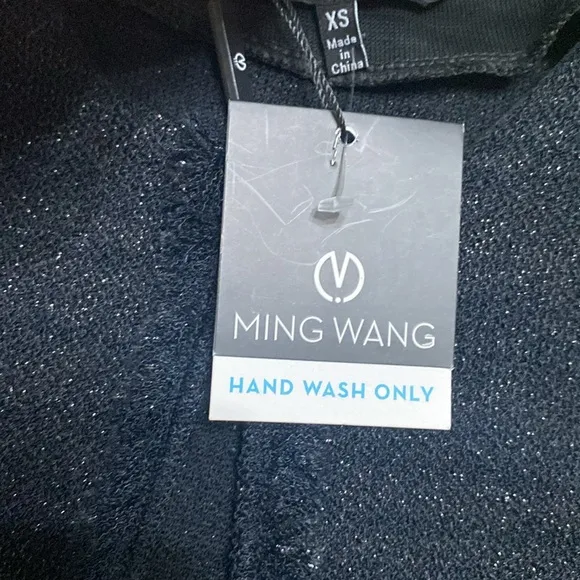 XS
Made
in
China
MING WANG
HAND WASH ONLY